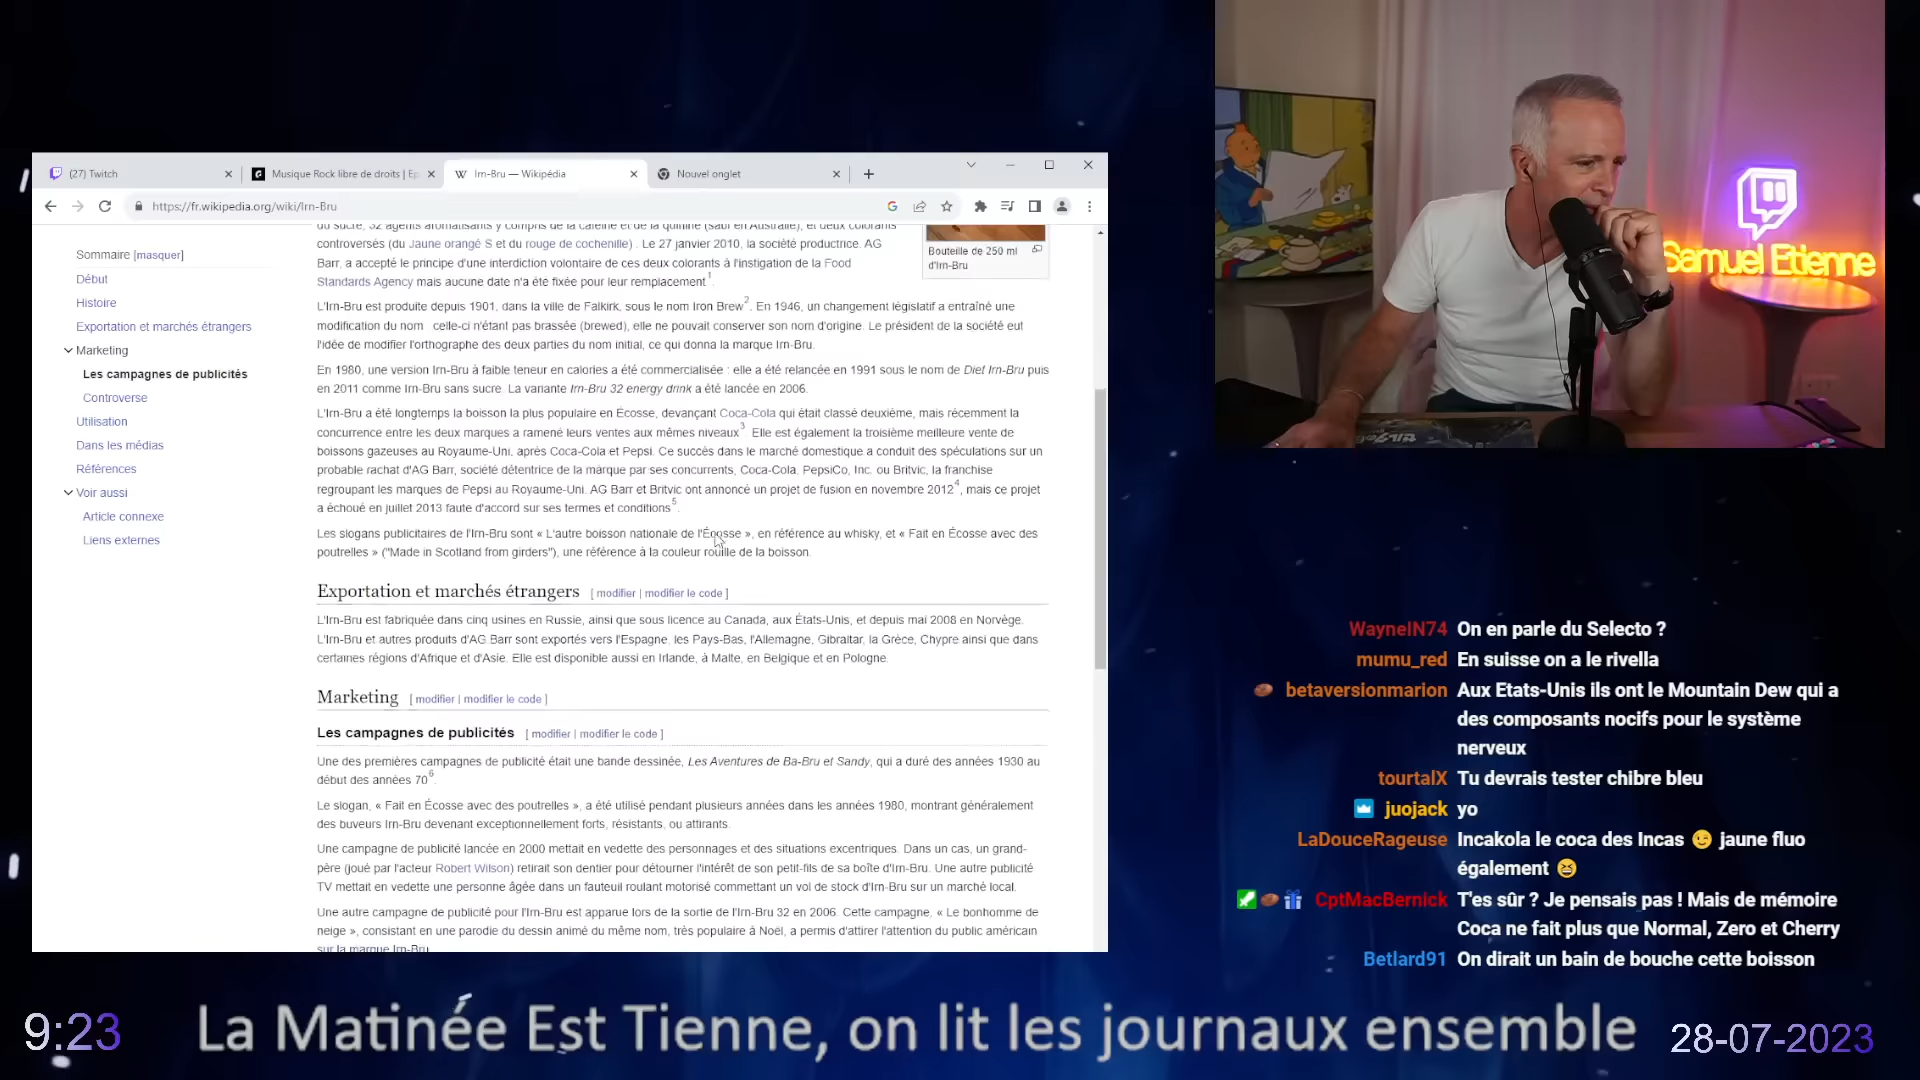 (27) Twitch
Musique Rock libre de droits | Ep
Irn-Bru — Wikipédia
Nouvel onglet
https://fr.wikipedia.org/wiki/Irn-Bru
Sommaire [masquer]
Début
Histoire
Exportation et marchés étrangers
Marketing
Les campagnes de publicités
Controverse
Utilisation
Dans les médias
Références
Voir aussi
Article connexe
Liens externes
du sucre, 32 agents aromatisants y compris de la caféine et de la quinine (sauf en Australie), et deux colorants
controversés (du Jaune orangé S et du rouge de cochenille) . Le 27 janvier 2010, la société productrice, AG
Barr, a accepté le principe d'une interdiction volontaire de ces deux colorants à l'instigation de la Food
Standards Agency mais aucune date n'a été fixée pour leur remplacement1.
Bouteille de 250 ml
d'Irn-Bru
L'Irn-Bru est produite depuis 1901, dans la ville de Falkirk, sous le nom Iron Brew2. En 1946, un changement législatif a entraîné une
modification du nom celle-ci n'étant pas brassée (brewed), elle ne pouvait conserver son nom d'origine. Le président de la société eut
l'idée de modifier l'orthographe des deux parties du nom initial, ce qui donna la marque Irn-Bru.
En 1980, une version Irn-Bru à faible teneur en calories a été commercialisée : elle a été relancée en 1991 sous le nom de Diet Irn-Bru puis
en 2011 comme Irn-Bru sans sucre. La variante Irn-Bru 32 energy drink a été lancée en 2006.
L'Irn-Bru a été longtemps la boisson la plus populaire en Écosse, devançant Coca-Cola qui était classé deuxième, mais récemment la
concurrence entre les deux marques a ramené leurs ventes aux mêmes niveaux3. Elle est également la troisième meilleure vente de
boissons gazeuses au Royaume-Uni, après Coca-Cola et Pepsi. Ce succès dans le marché domestique a conduit des spéculations sur un
probable rachat d'AG Barr, société détentrice de la marque par ses concurrents, Coca-Cola, PepsiCo, Inc. ou Britvic, la franchise
regroupant les marques de Pepsi au Royaume-Uni. AG Barr et Britvic ont annoncé un projet de fusion en novembre 20124, mais ce projet
a échoué en juillet 2013 faute d'accord sur ses termes et conditions5.
Les slogans publicitaires de l'Irn-Bru sont « L'autre boisson nationale de l'Écosse », en référence au whisky, et « Fait en Écosse avec des
poutrelles » ("Made in Scotland from girders"), une référence à la couleur rouille de la boisson.
Exportation et marchés étrangers [ modifier | modifier le code ]
L'Irn-Bru est fabriquée dans cinq usines en Russie, ainsi que sous licence au Canada, aux États-Unis, et depuis mai 2008 en Norvège.
L'Irn-Bru et autres produits d'AG Barr sont exportés vers l'Espagne, les Pays-Bas, l'Allemagne, Gibraltar, la Grèce, Chypre ainsi que dans
certaines régions d'Afrique et d'Asie. Elle est disponible aussi en Irlande, à Malte, en Belgique et en Pologne.
Marketing [ modifier | modifier le code ]
Les campagnes de publicités [ modifier | modifier le code ]
Une des premières campagnes de publicité était une bande dessinée, Les Aventures de Ba-Bru et Sandy, qui a duré des années 1930 au
début des années 706.
Le slogan, « Fait en Écosse avec des poutrelles », a été utilisé pendant plusieurs années dans les années 1980, montrant généralement
des buveurs Irn-Bru devenant exceptionnellement forts, résistants, ou attirants.
Une campagne de publicité lancée en 2000 mettait en vedette des personnages et des situations excentriques. Dans un cas, un grand-
père (joué par l'acteur Robert Wilson) retirait son dentier pour détourner l'intérêt de son petit-fils de sa boîte d'Irn-Bru. Une autre publicité
TV mettait en vedette une personne âgée dans un fauteuil roulant motorisé commettant un vol de stock d'Irn-Bru sur un marché local.
Une autre campagne de publicité pour l'Irn-Bru est apparue lors de la sortie de l'Irn-Bru 32 en 2006. Cette campagne, « Le bonhomme de
neige », consistant en une parodie du dessin animé du même nom, très populaire à Noël, a permis d'attirer l'attention du public américain
sur la marque Irn-Bru
Samuel Etienne
WayneIN74 On en parle du Selecto ?
mumu_red En suisse on a le rivella
betaversionmarion Aux Etats-Unis ils ont le Mountain Dew qui a
des composants nocifs pour le système
nerveux
tourtalX Tu devrais tester chibre bleu
juojack yo
LaDouceRageuse Incakola le coca des Incas 😉 jaune fluo
également 😆
CptMacBernick T'es sûr ? Je pensais pas ! Mais de mémoire
Coca ne fait plus que Normal, Zero et Cherry
Betlard91 On dirait un bain de bouche cette boisson
9:23
La Matinée Est Tienne, on lit les journaux ensemble
28-07-2023